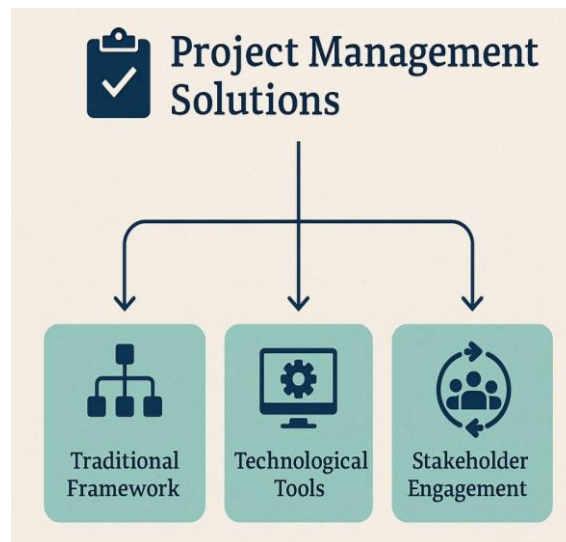 Project Management
Solutions
Traditional
Framework
Technological
Tools
Stakeholder
Engagement